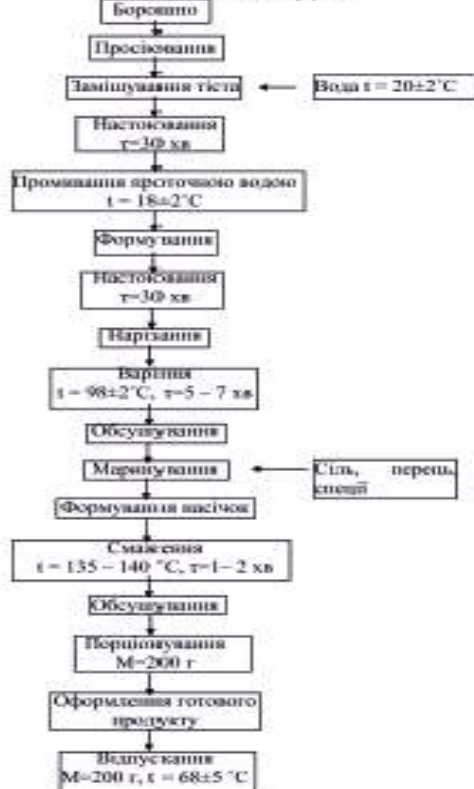 Борошно
Просіювання
Замішування тіста
Вода t = 20±2°C
Настоювання
τ=30 хв
Промивання проточною водою
t = 18±2°C
Формування
Настоювання
τ=30 хв
Нарізання
Варіння
t = 98±2°C, τ=5 – 7 хв
Обсушування
Маринування
Сіль, перець,
спеції
Формування насічок
Смаження
t = 135 – 140 °C, τ=1– 2 хв
Обсушування
Порціонування
М=200 г
Оформлення готового
продукту
Відпускання
М=200 г, t = 68±5 °C